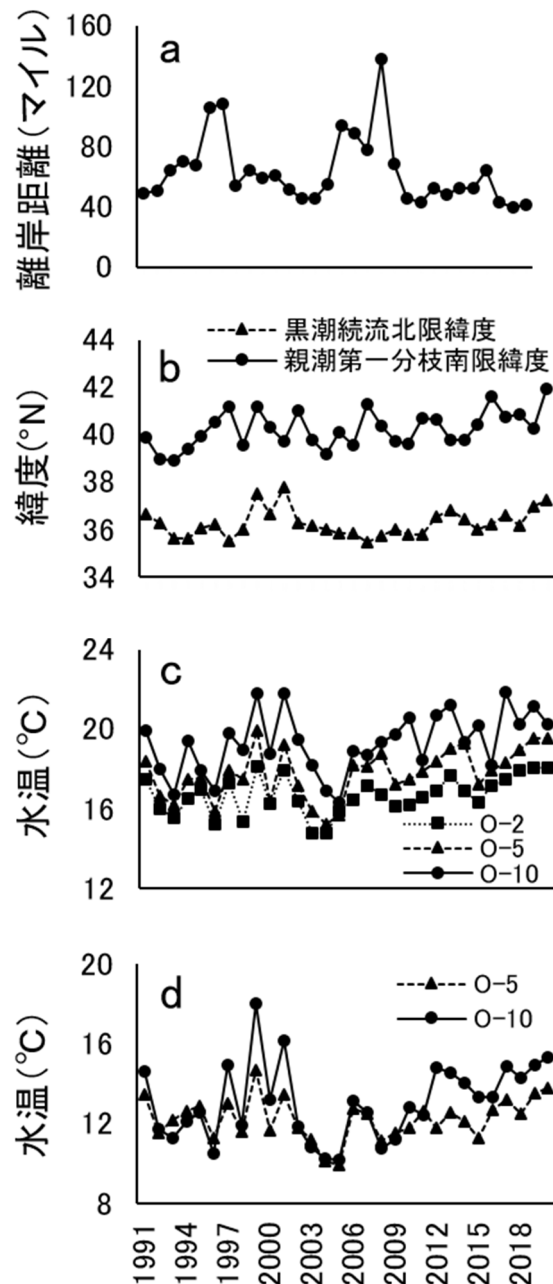 160
a
120
80
40
0
離岸距離(マイル)
黒潮続流北限緯度
親潮第一分枝南限緯度
44
b
42
40
38
36
34
緯度(°N)
24
c
20
16
12
水温(℃)
O-2
O-5
O-10
20
d
16
12
8
水温(℃)
O-5
O-10
1991
1994
1997
2000
2003
2006
2009
2012
2015
2018